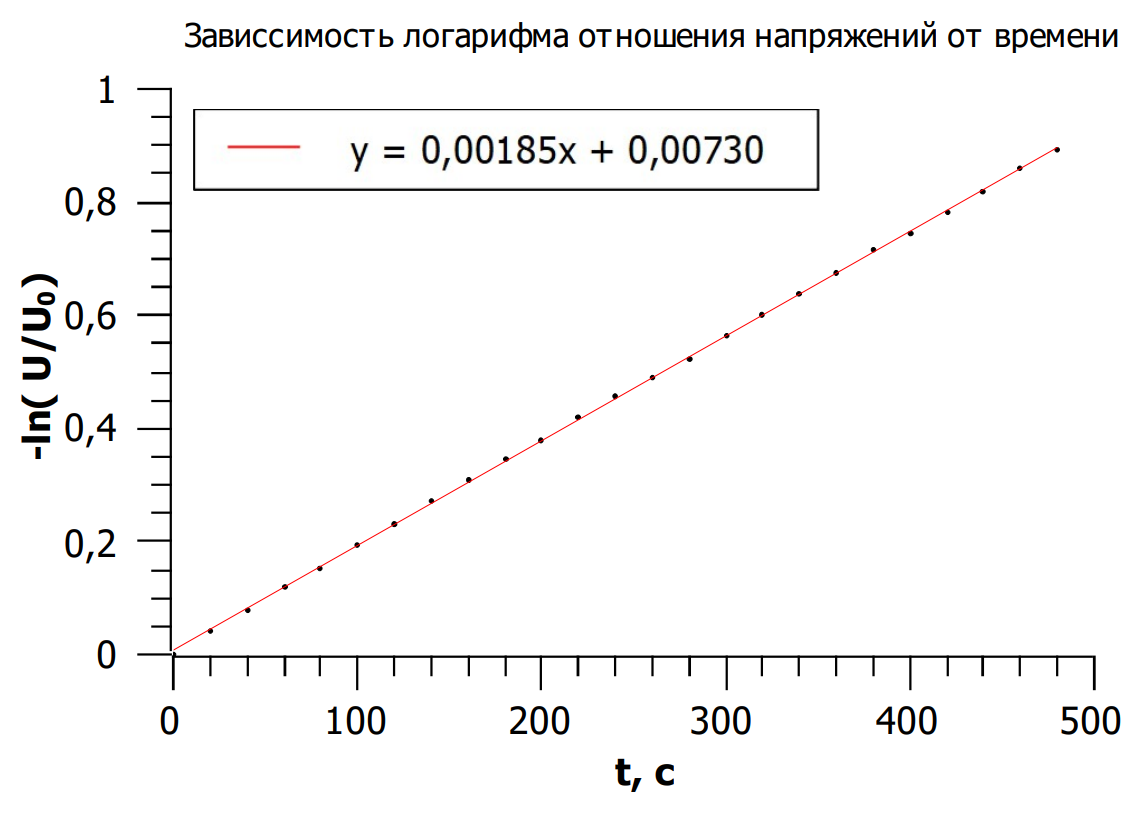 Зависсимость логарифма отношения напряжений от времени
y = 0,00185x + 0,00730
-ln( U/U₀)
1
0,8
0,6
0,4
0,2
0
0 100 200 300 400 500
t, c